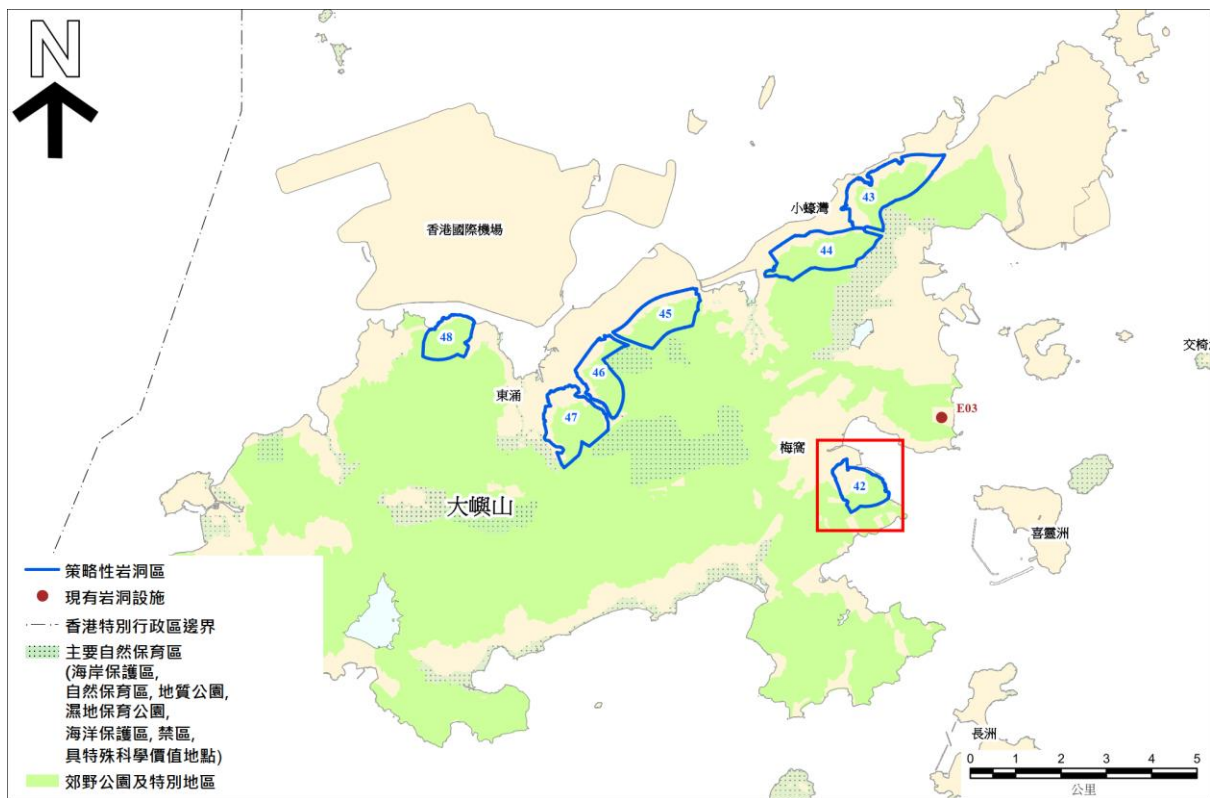 N
香港國際機場
小蠔灣
43
44
45
48
46
東涌
47
交椅
E03
梅窩
42
大嶼山
喜靈洲
長洲
策略性岩洞區
現有岩洞設施
香港特別行政區邊界
主要自然保育區
(海岸保護區,
自然保育區, 地質公園,
濕地保育公園,
海洋保護區, 禁區,
具特殊科學價值地點)
郊野公園及特別地區
0 1 2 3 4 5
公里